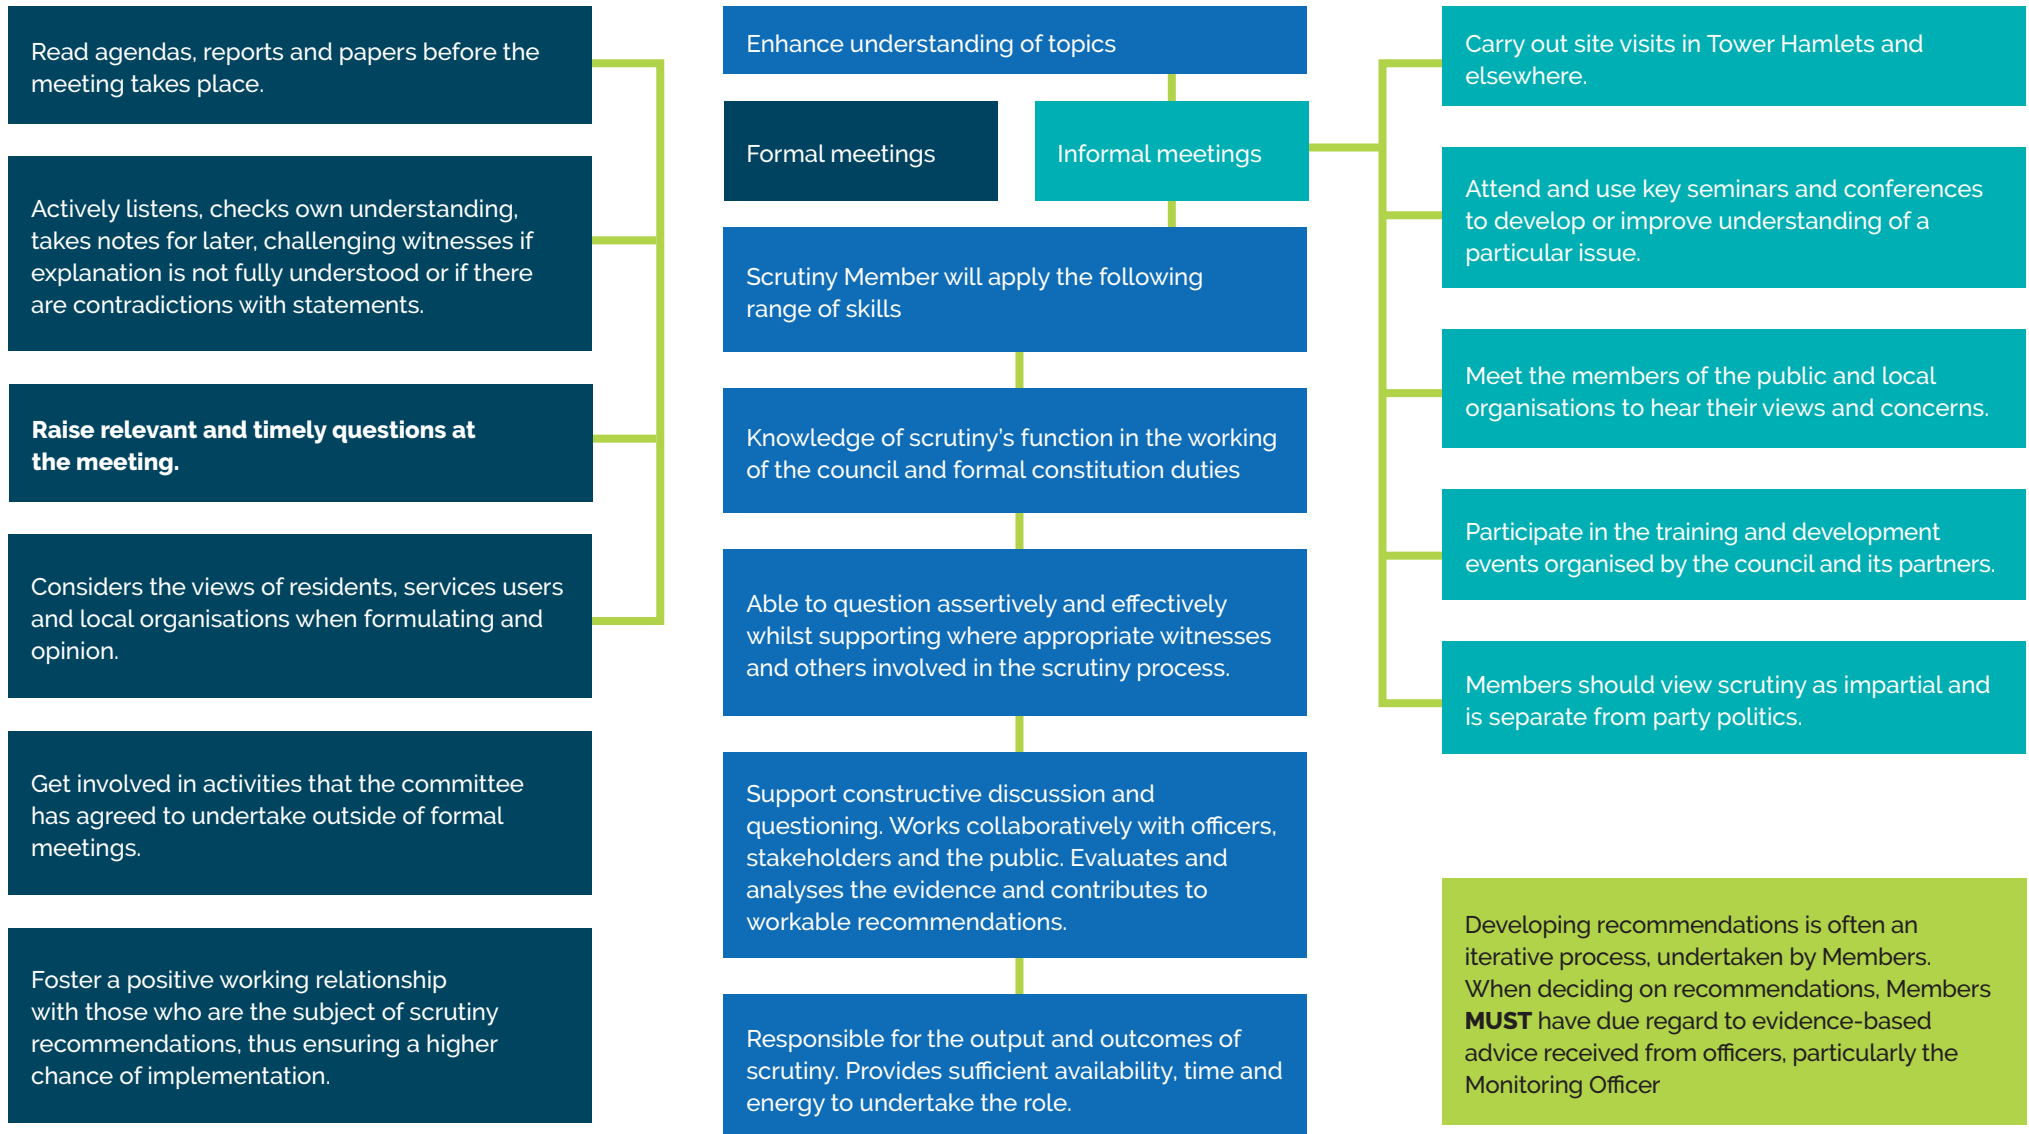 Read agendas, reports and papers before the
meeting takes place.
Actively listens, checks own understanding,
takes notes for later, challenging witnesses if
explanation is not fully understood or if there
are contradictions with statements.
Raise relevant and timely questions at
the meeting.
Considers the views of residents, services users
and local organisations when formulating and
opinion.
Get involved in activities that the committee
has agreed to undertake outside of formal
meetings.
Foster a positive working relationship
with those who are the subject of scrutiny
recommendations, thus ensuring a higher
chance of implementation.
Enhance understanding of topics
Formal meetings
Informal meetings
Scrutiny Member will apply the following
range of skills
Knowledge of scrutiny's function in the working
of the council and formal constitution duties
Able to question assertively and effectively
whilst supporting where appropriate witnesses
and others involved in the scrutiny process.
Support constructive discussion and
questioning. Works collaboratively with officers,
stakeholders and the public. Evaluates and
analyses the evidence and contributes to
workable recommendations.
Responsible for the output and outcomes of
scrutiny. Provides sufficient availability, time and
energy to undertake the role.
Carry out site visits in Tower Hamlets and
elsewhere.
Attend and use key seminars and conferences
to develop or improve understanding of a
particular issue.
Meet the members of the public and local
organisations to hear their views and concerns.
Participate in the training and development
events organised by the council and its partners.
Members should view scrutiny as impartial and
is separate from party politics.
Developing recommendations is often an
iterative process, undertaken by Members.
When deciding on recommendations, Members
MUST have due regard to evidence-based
advice received from officers, particularly the
Monitoring Officer